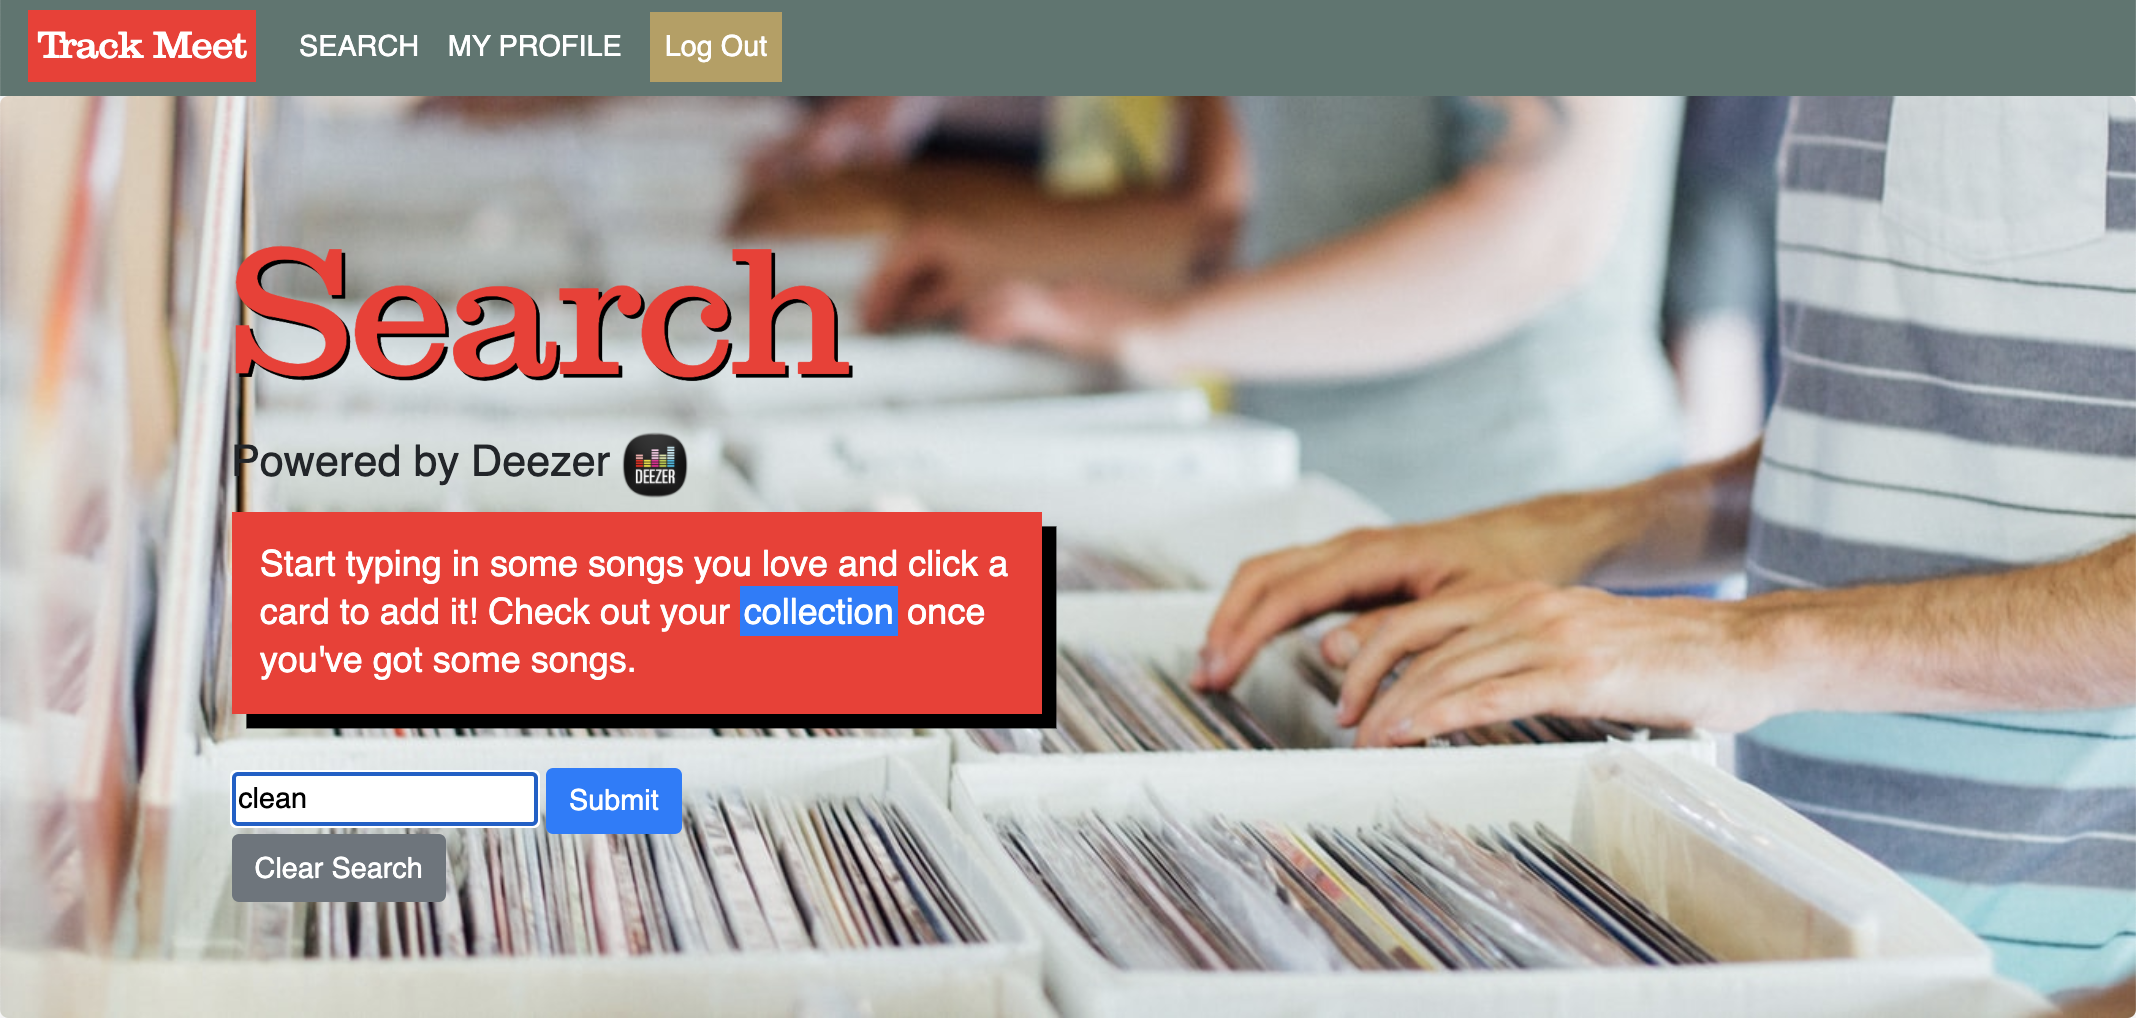 Track Meet
SEARCH
MY PROFILE
Log Out
Search
Powered by Deezer
DEEZER
Start typing in some songs you love and click a
card to add it! Check out your collection once
you've got some songs.
clean
Submit
Clear Search